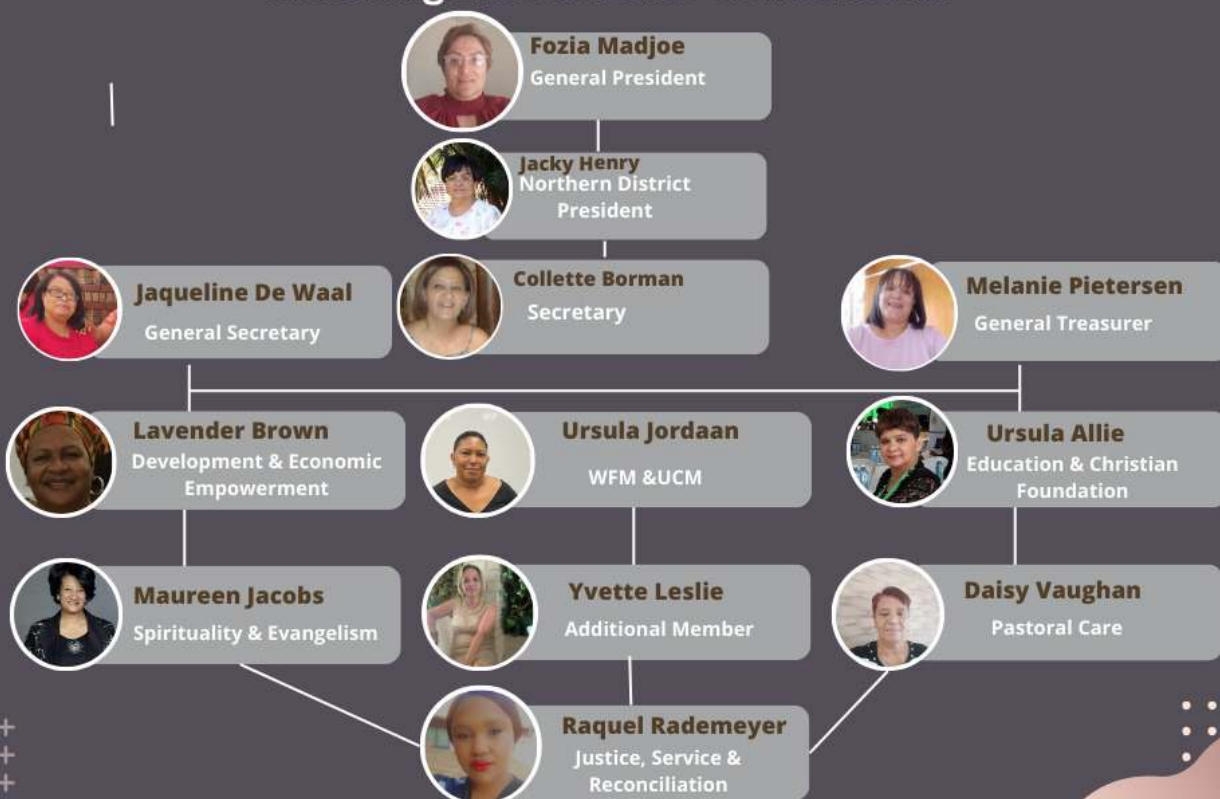 Fozia Madjoe
General President
Jacky Henry
Northern District
President
Jaqueline De Waal
General Secretary
Collette Borman
Secretary
Melanie Pietersen
General Treasurer
Lavender Brown
Development & Economic
Empowerment
Ursula Jordaan
WFM &UCM
Ursula Allie
Education & Christian
Foundation
Maureen Jacobs
Spirituality & Evangelism
Yvette Leslie
Additional Member
Daisy Vaughan
Pastoral Care
Raquel Rademeyer
Justice, Service &
Reconciliation